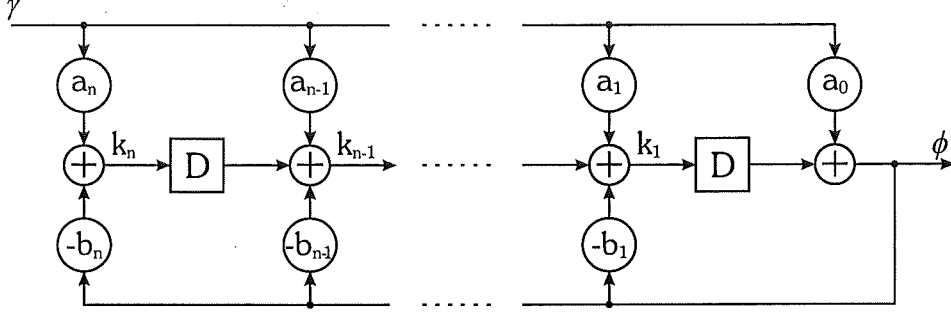 γ
aₙ aₙ₋₁ a₁ a₀
+ kₙ D + kₙ₋₁ + k₁ D + ϕ
-bₙ -bₙ₋₁ -b₁